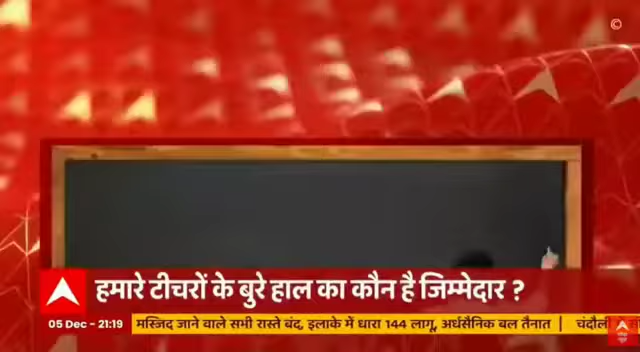 ©
हमारे टीचरों के बुरे हाल का कौन है जिम्मेदार ?
05 Dec - 21:19 मस्जिद जाने वाले सभी रास्ते बंद, इलाके में धारा 144 लागू, अर्धसैनिक बल तैनात | चंदौली